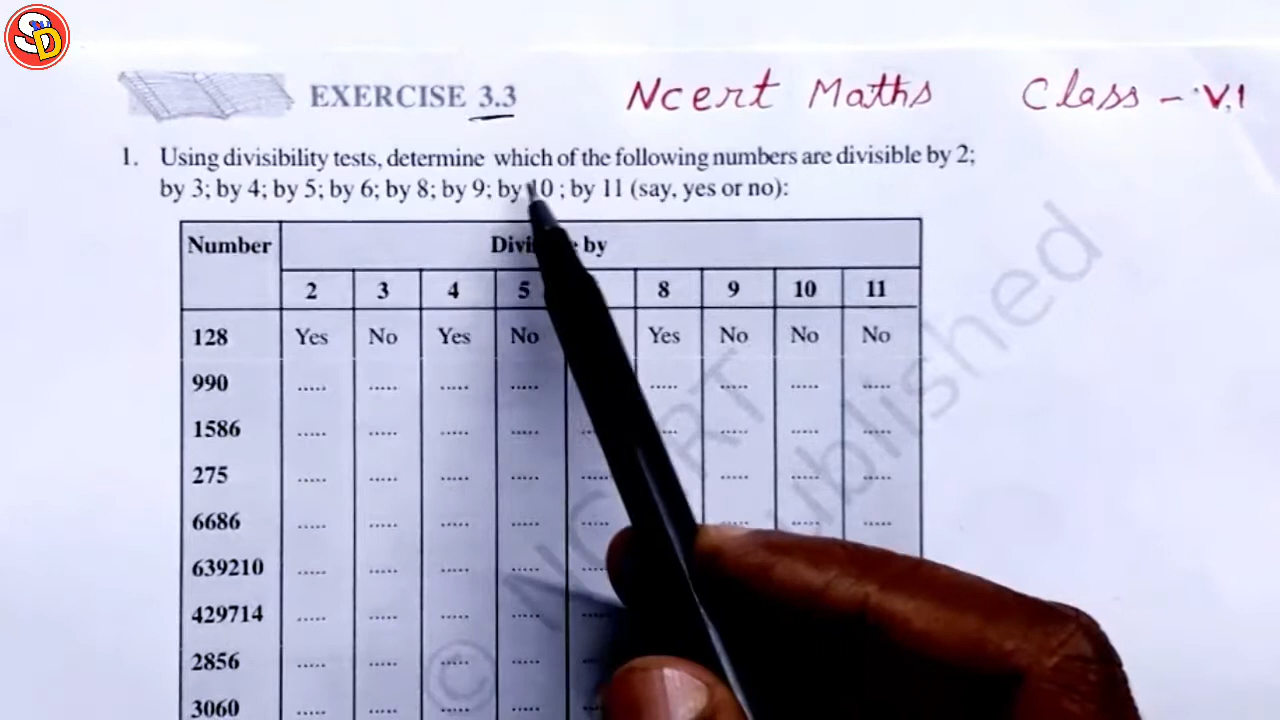 SD
EXERCISE 3.3 Ncert Maths Class - VI
1. Using divisibility tests, determine which of the following numbers are divisible by 2;
by 3; by 4; by 5; by 6; by 8; by 9; by 10 ; by 11 (say, yes or no):
Number by
2 3 4 5 8 9 10 11
128 Yes No Yes No Yes No No No
990 ..... ..... ..... ..... ..... ..... ..... .....
1586 ..... ..... ..... ..... ..... ..... .....
275 ..... ..... ..... ..... ..... ..... ..... .....
6686 ..... ..... ..... ..... ..... ..... ..... .....
639210 ..... ..... ..... .....
429714 ..... ..... ..... .....
2856 ..... ..... ..... .....
3060 ..... ..... ..... .....
© NCERT